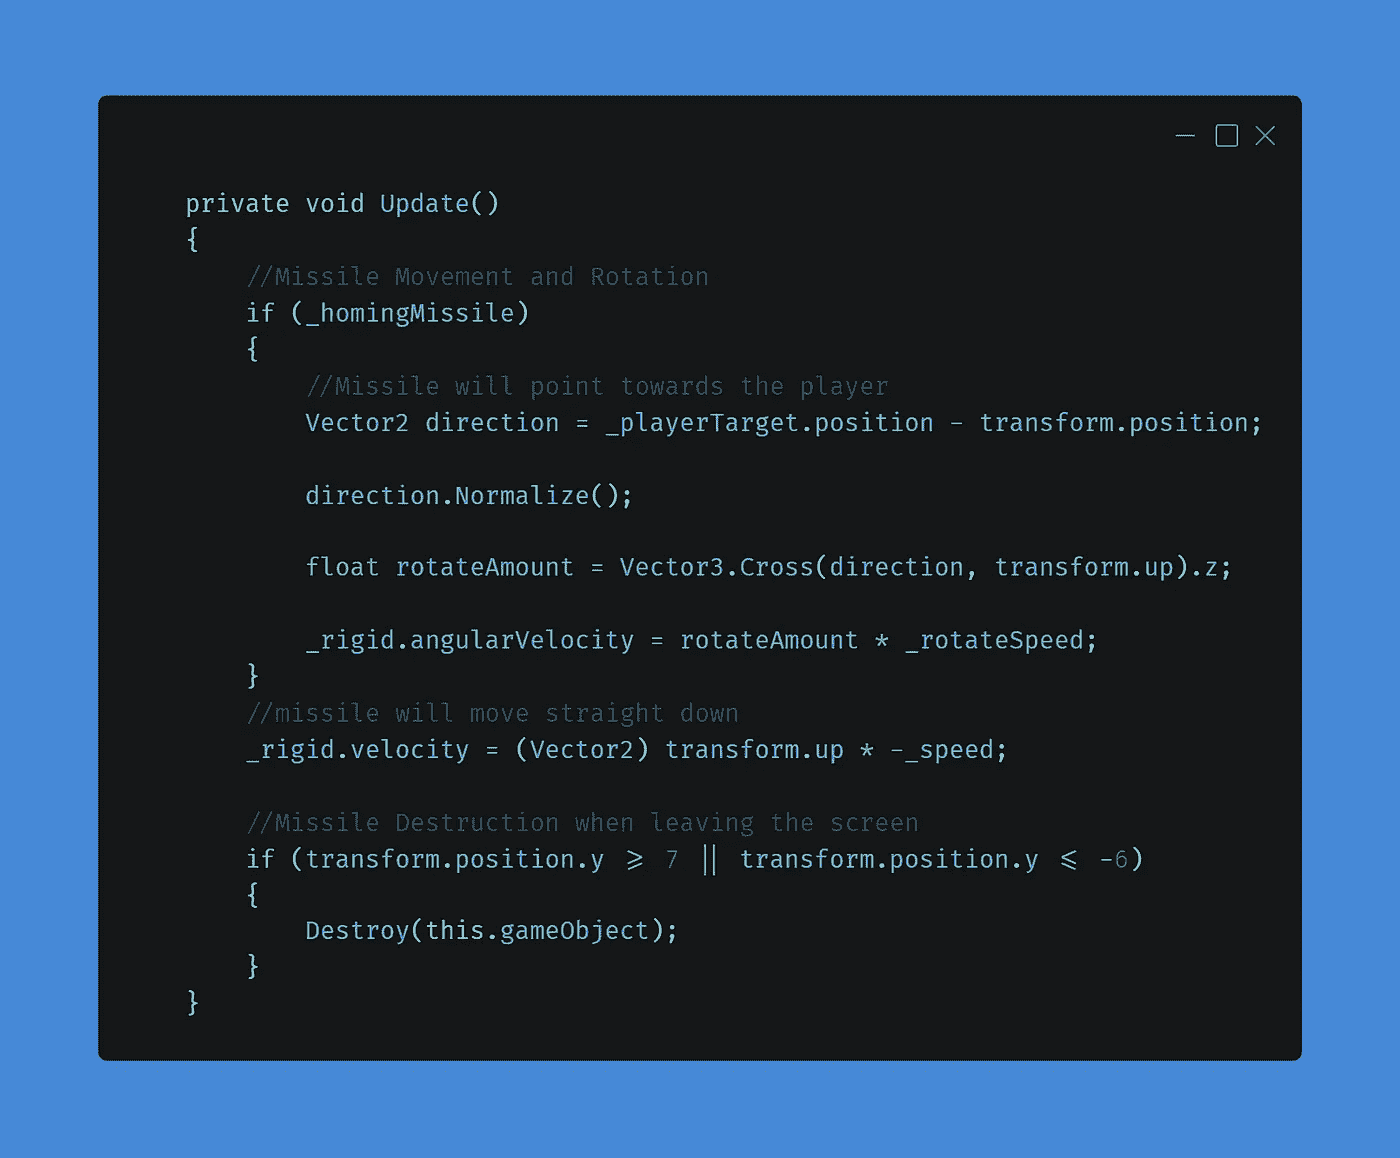 private void Update()
{
    //Missile Movement and Rotation
    if (_homingMissile)
    {
        //Missile will point towards the player
        Vector2 direction = _playerTarget.position - transform.position;

        direction.Normalize();

        float rotateAmount = Vector3.Cross(direction, transform.up).z;

        _rigid.angularVelocity = rotateAmount * _rotateSpeed;
    }
    //missile will move straight down
    _rigid.velocity = (Vector2) transform.up * -_speed;

    //Missile Destruction when leaving the screen
    if (transform.position.y >= 7 || transform.position.y <= -6)
    {
        Destroy(this.gameObject);
    }
}